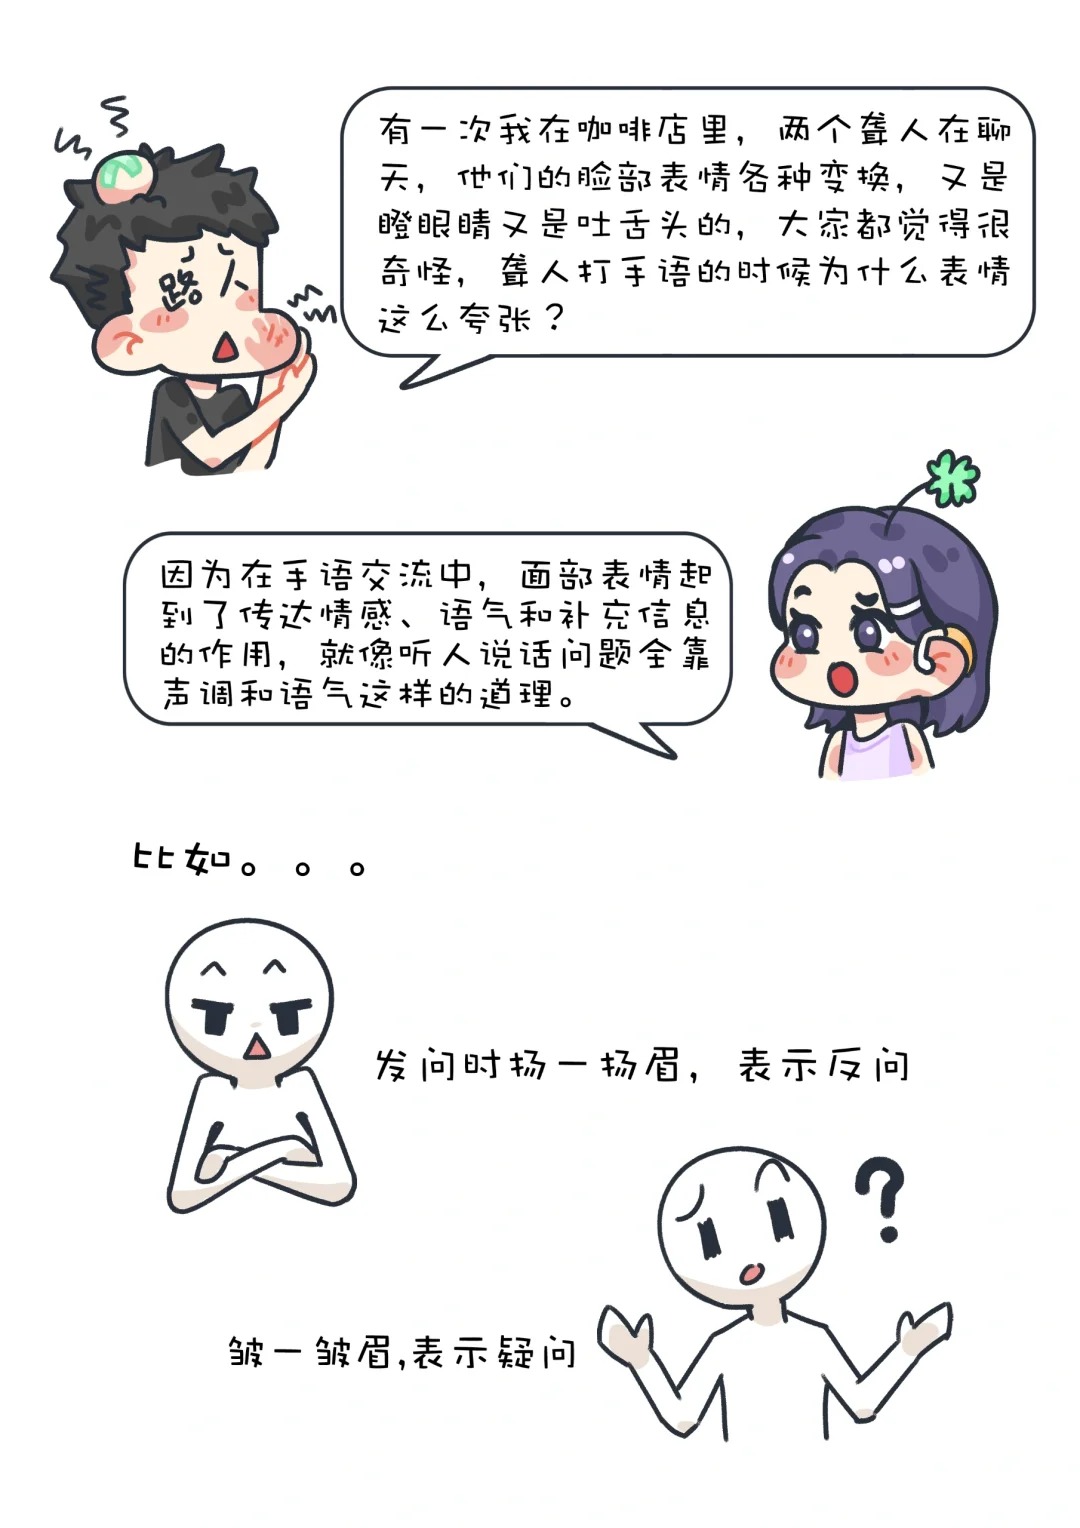 有一次我在咖啡店里，两个聋人在聊
天，他们的脸部表情各种变换，又是
瞪眼睛又是吐舌头的，大家都觉得很
奇怪，聋人打手语的时候为什么表情
这么夸张？
路人
因为在手语交流中，面部表情起
到了传达情感、语气和补充信息
的作用，就像听人说话问题全靠
声调和语气这样的道理。
比如。。。
发问时扬一扬眉，表示反问
?
皱一皱眉,表示疑问